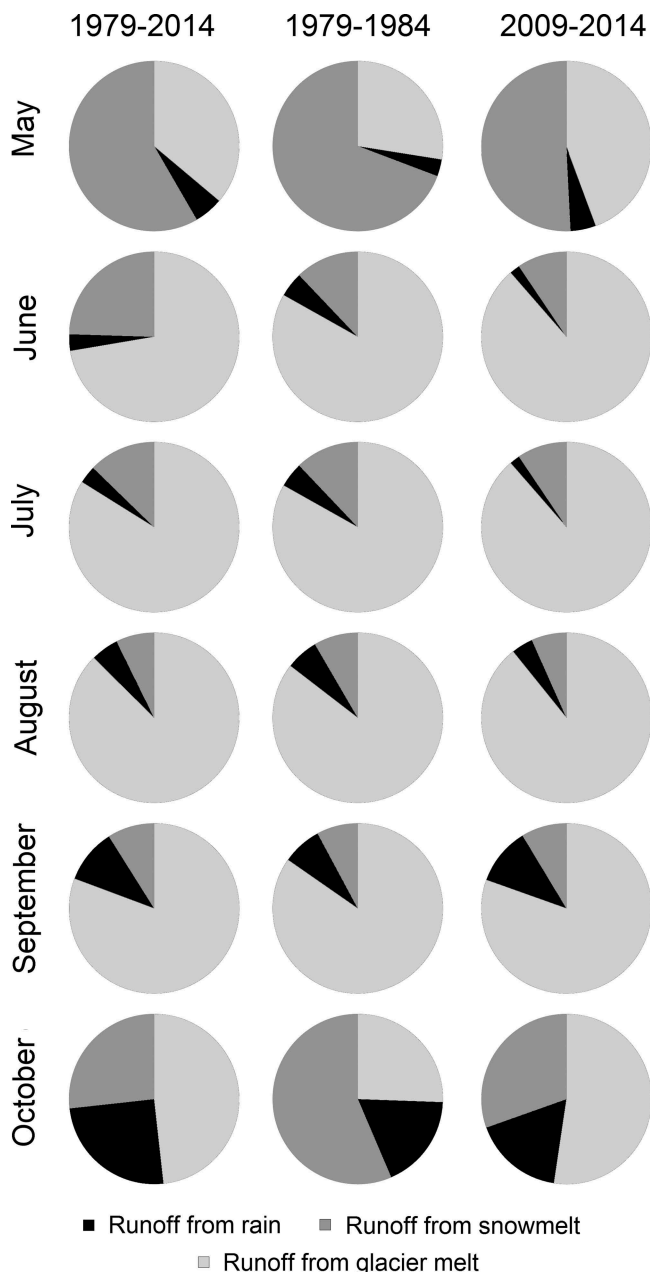 1979-2014 1979-1984 2009-2014
May
June
July
August
September
October
Runoff from rain Runoff from snowmelt
Runoff from glacier melt